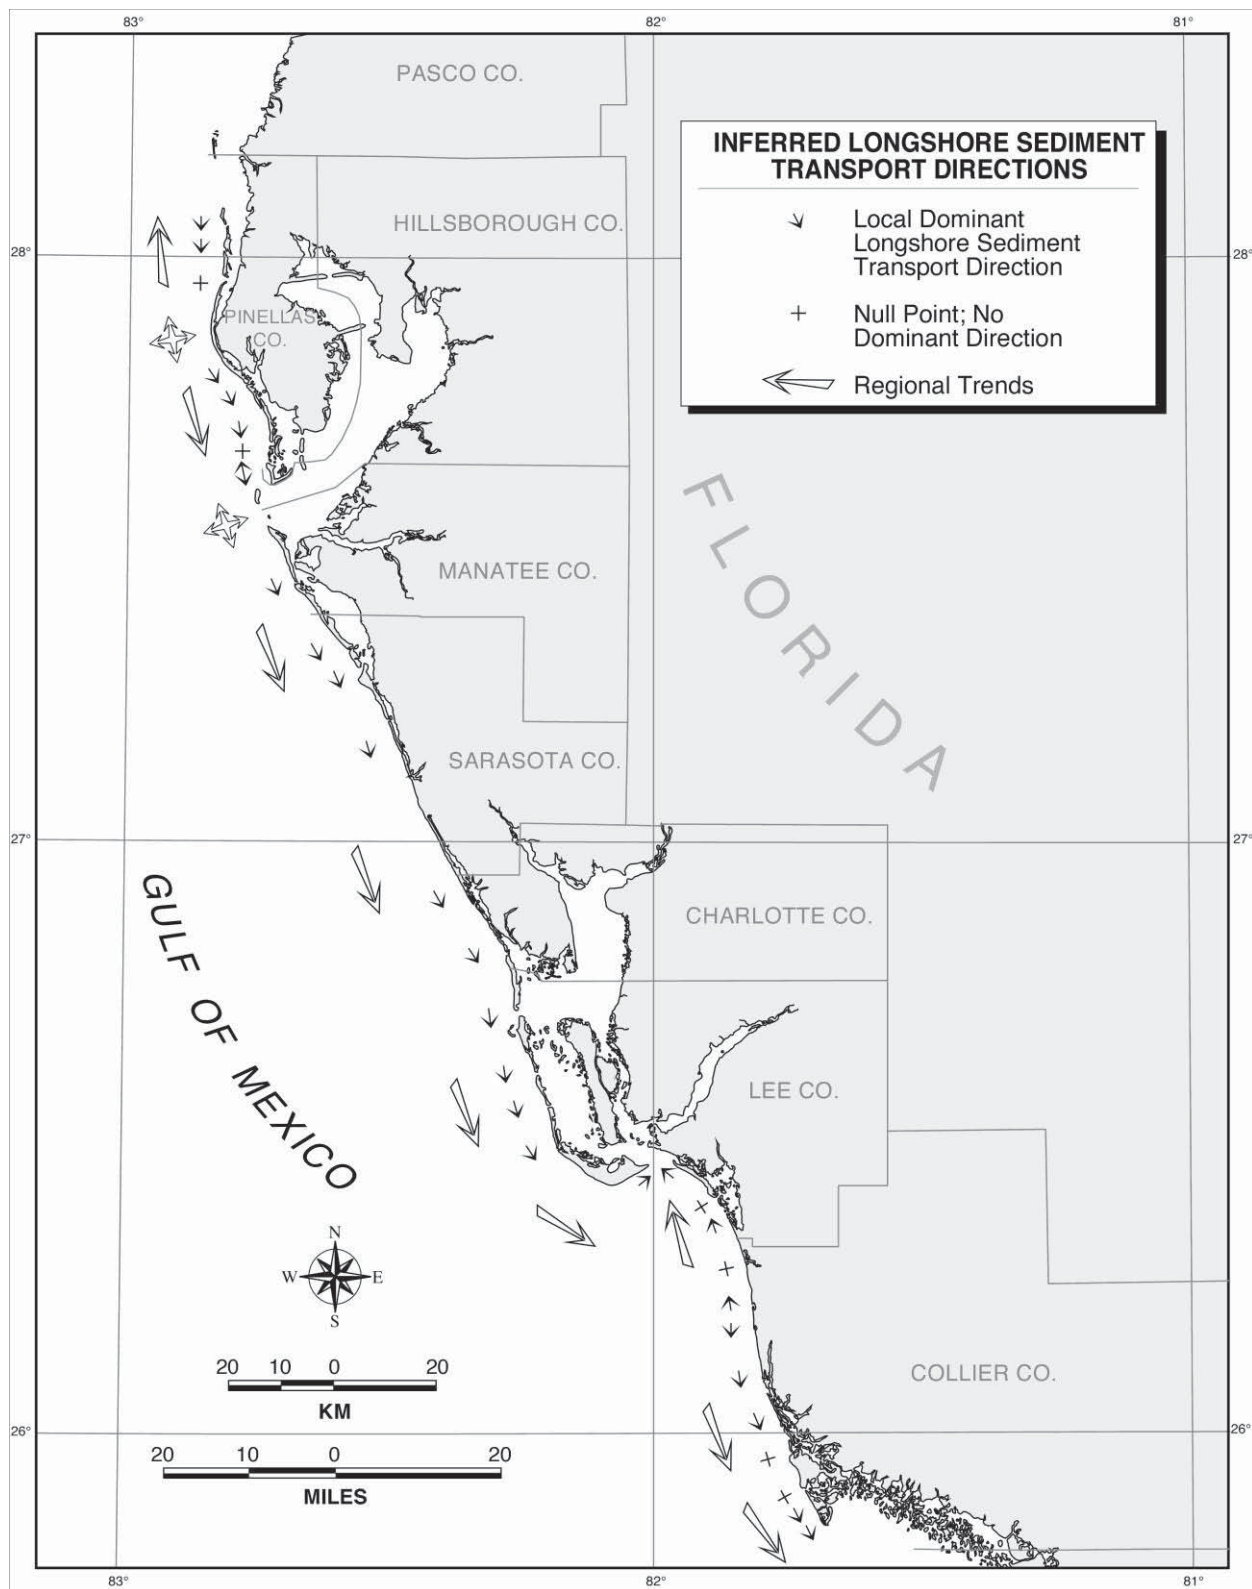 83°
82°
81°
PASCO CO.
INFERRED LONGSHORE SEDIMENT
TRANSPORT DIRECTIONS
Local Dominant
Longshore Sediment
Transport Direction
Null Point; No
Dominant Direction
Regional Trends
HILLSBOROUGH CO.
28°
28°
PINELLAS
CO.
FLORIDA
MANATEE CO.
SARASOTA CO.
27°
27°
GULF OF MEXICO
CHARLOTTE CO.
LEE CO.
N
W
E
S
20 10 0 20
KM
COLLIER CO.
26°
26°
20 10 0 20
MILES
83°
82°
81°